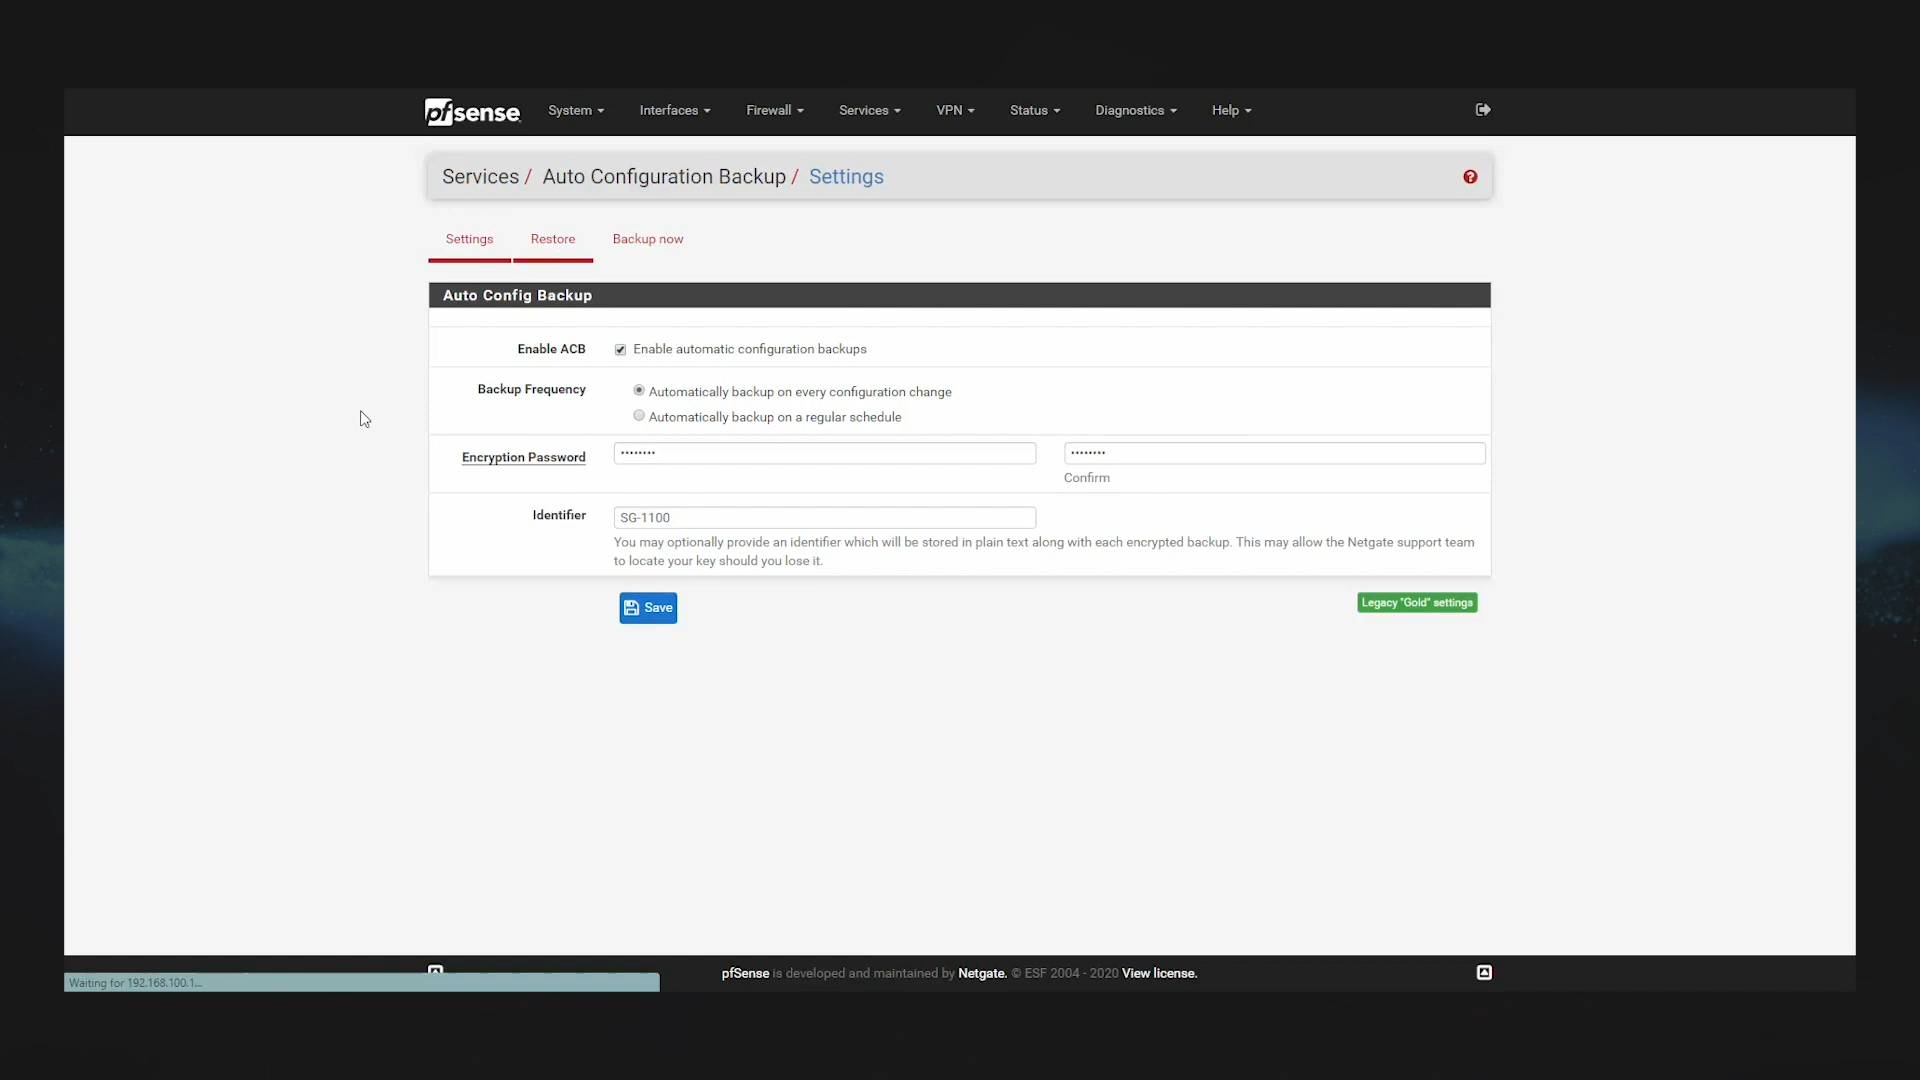 pfsense System Interfaces Firewall Services VPN Status Diagnostics Help
Services / Auto Configuration Backup / Settings
Settings Restore Backup now
Auto Config Backup
Enable ACB Enable automatic configuration backups
Backup Frequency Automatically backup on every configuration change
Automatically backup on a regular schedule
Encryption Password •••••••• ••••••••
Confirm
Identifier SG-1100
You may optionally provide an identifier which will be stored in plain text along with each encrypted backup. This may allow the Netgate support team
to locate your key should you lose it.
Save Legacy "Gold" settings
pfSense is developed and maintained by Netgate. © ESF 2004 - 2020 View license.
Waiting for 192.168.100.1...